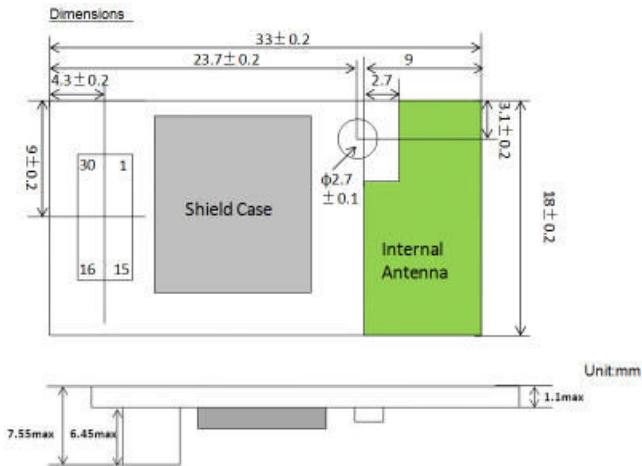 Dimensions
33±0.2
23.7±0.2
9
4.3±0.2
2.7
3.1±0.2
9±0.2
30 1
ϕ2.7
±0.1
Shield Case
18±0.2
Internal
Antenna
16 15
Unit:mm
1.1max
7.55max
6.45max